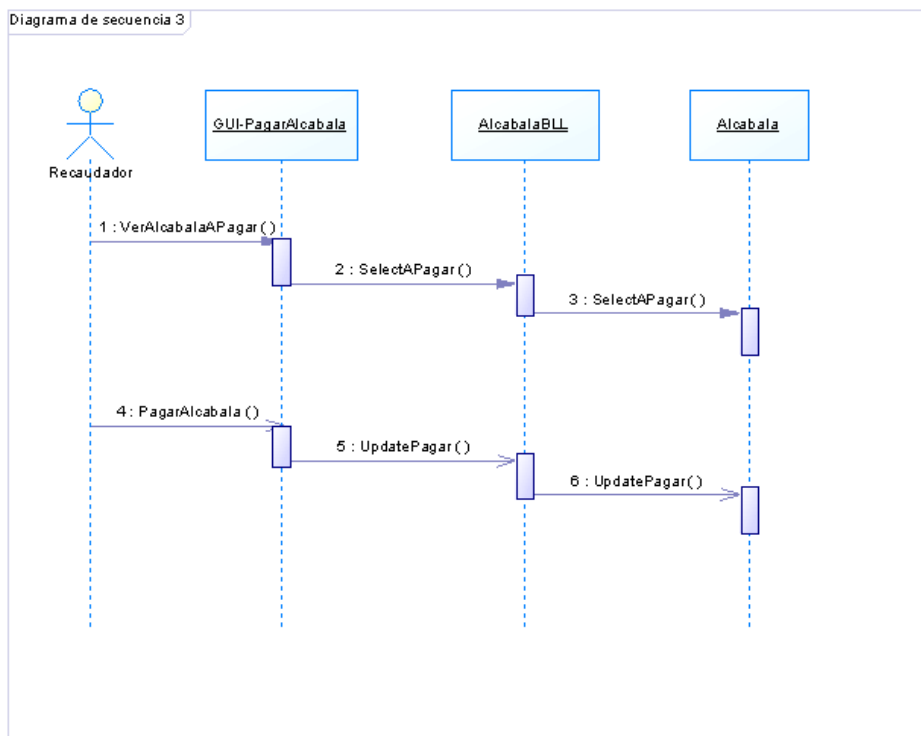 Diagrama de secuencia 3
GUI-PagarAlcabala
AlcabalaBLL
Alcabala
Recaudador
1 : VerAlcabalaAPagar()
2 : SelectAPagar()
3 : SelectAPagar()
4 : PagarAlcabala ()
5 : UpdatePagar()
6 : UpdatePagar()